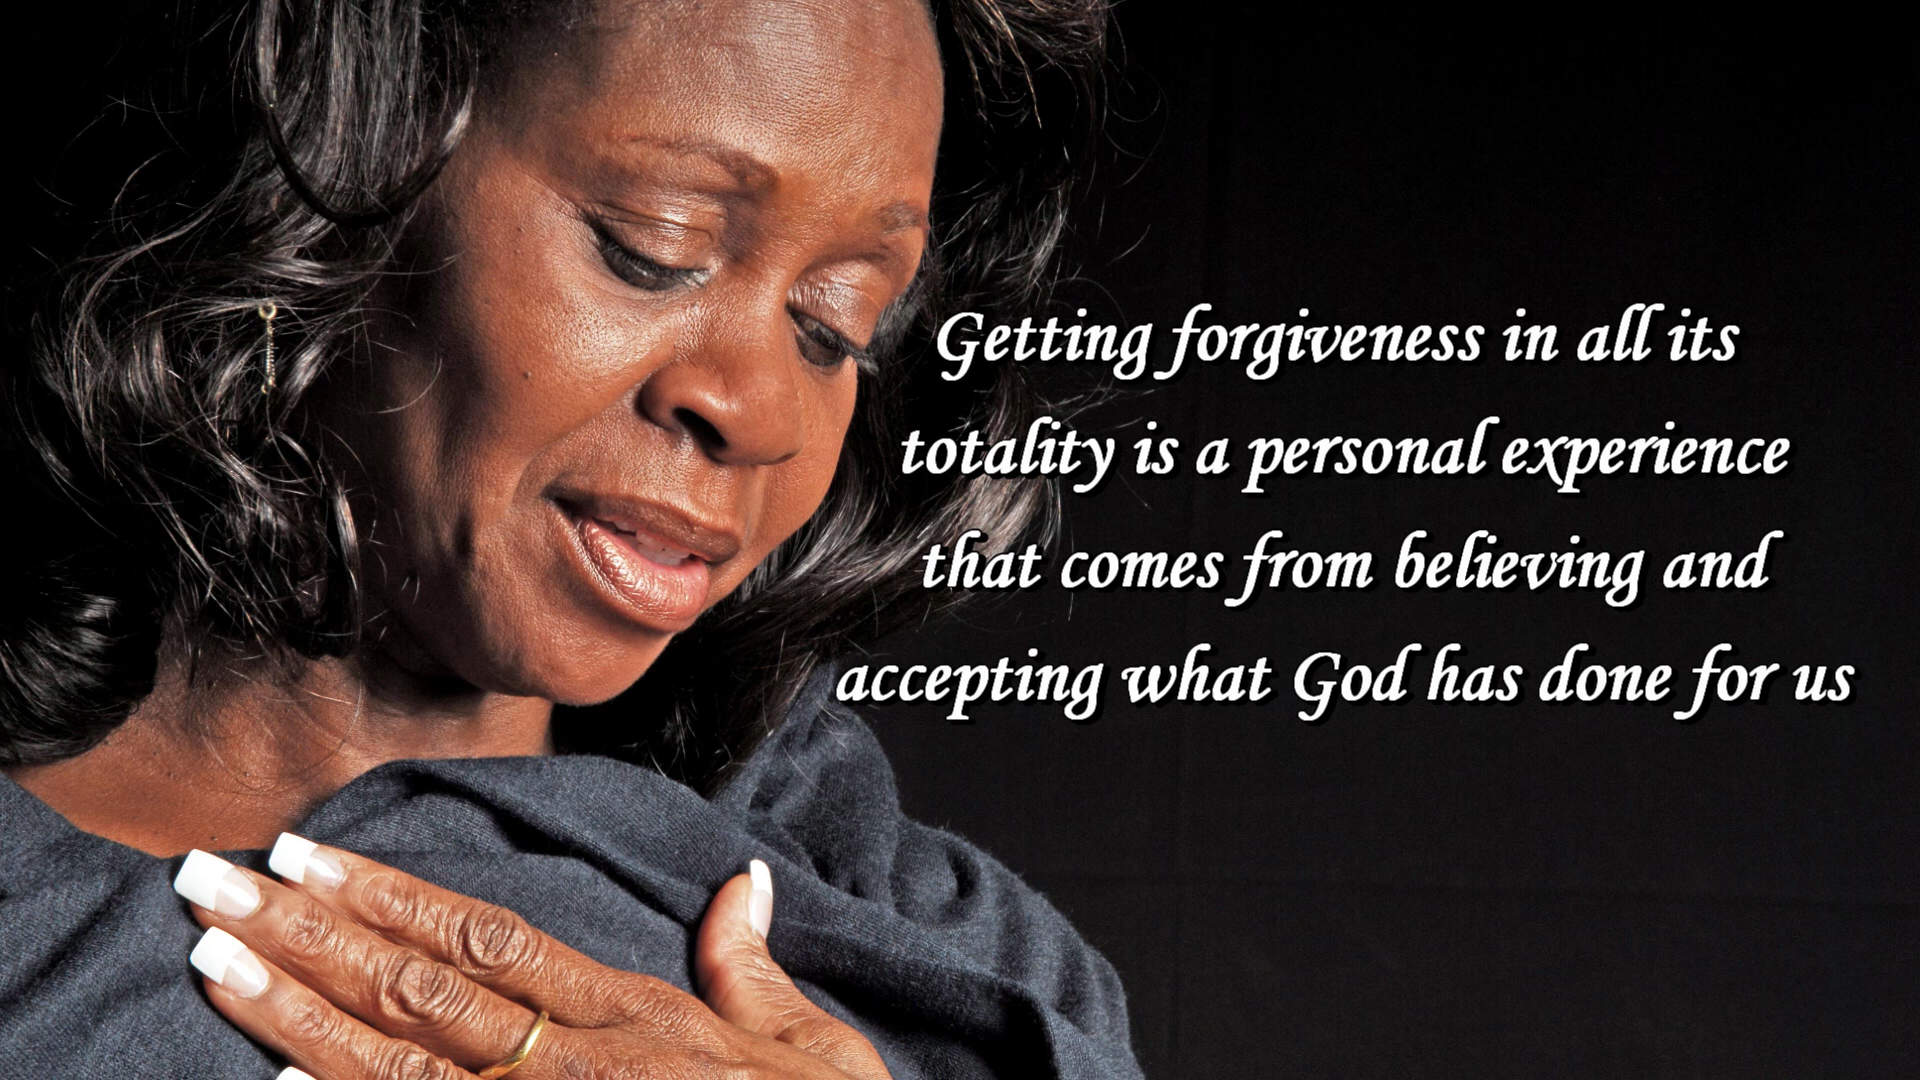 Getting forgiveness in all its
totality is a personal experience
that comes from believing and
accepting what God has done for us